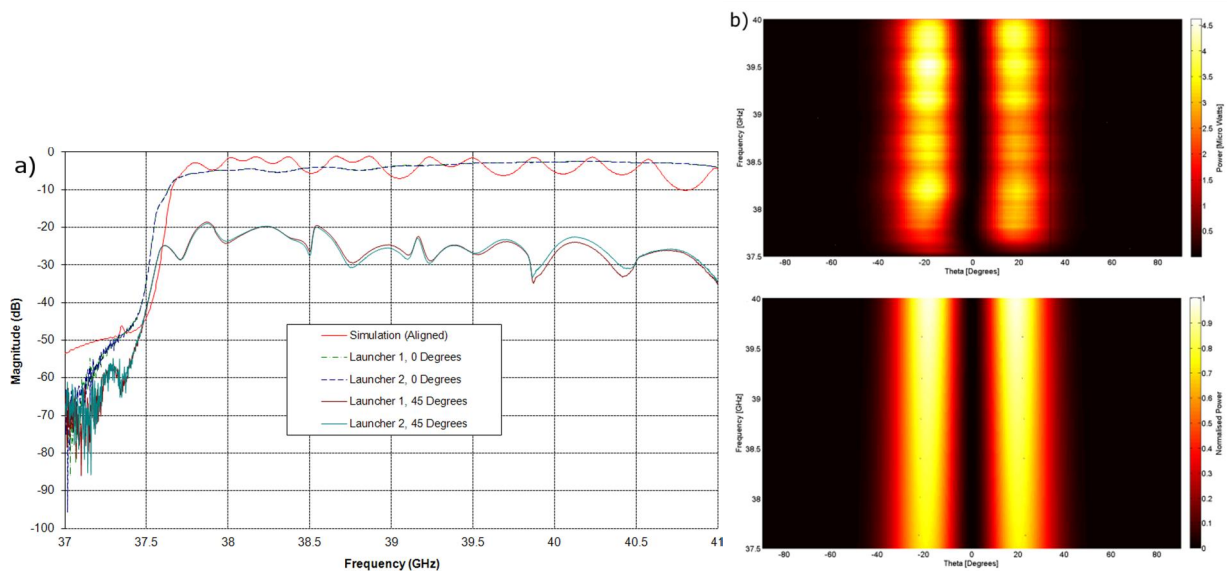 a)
0
-10
-20
-30
-40
-50
-60
-70
-80
-90
-100
Magnitude (dB)
Simulation (Aligned)
Launcher 1, 0 Degrees
Launcher 2, 0 Degrees
Launcher 1, 45 Degrees
Launcher 2, 45 Degrees
37 37.5 38 38.5 39 39.5 40 40.5 41
Frequency (GHz)
b)
40
39.5
39
38.5
38
37.5
Frequency [GHz]
-80 -60 -40 -20 0 20 40 60 80
Theta [Degrees]
4.5
4
3.5
3
2.5
2
1.5
1
0.5
Power [Micro Watts]
40
39.5
39
38.5
38
37.5
Frequency [GHz]
-80 -60 -40 -20 0 20 40 60 80
Theta [Degrees]
1
0.9
0.8
0.7
0.6
0.5
0.4
0.3
0.2
0.1
0
Normalised Power